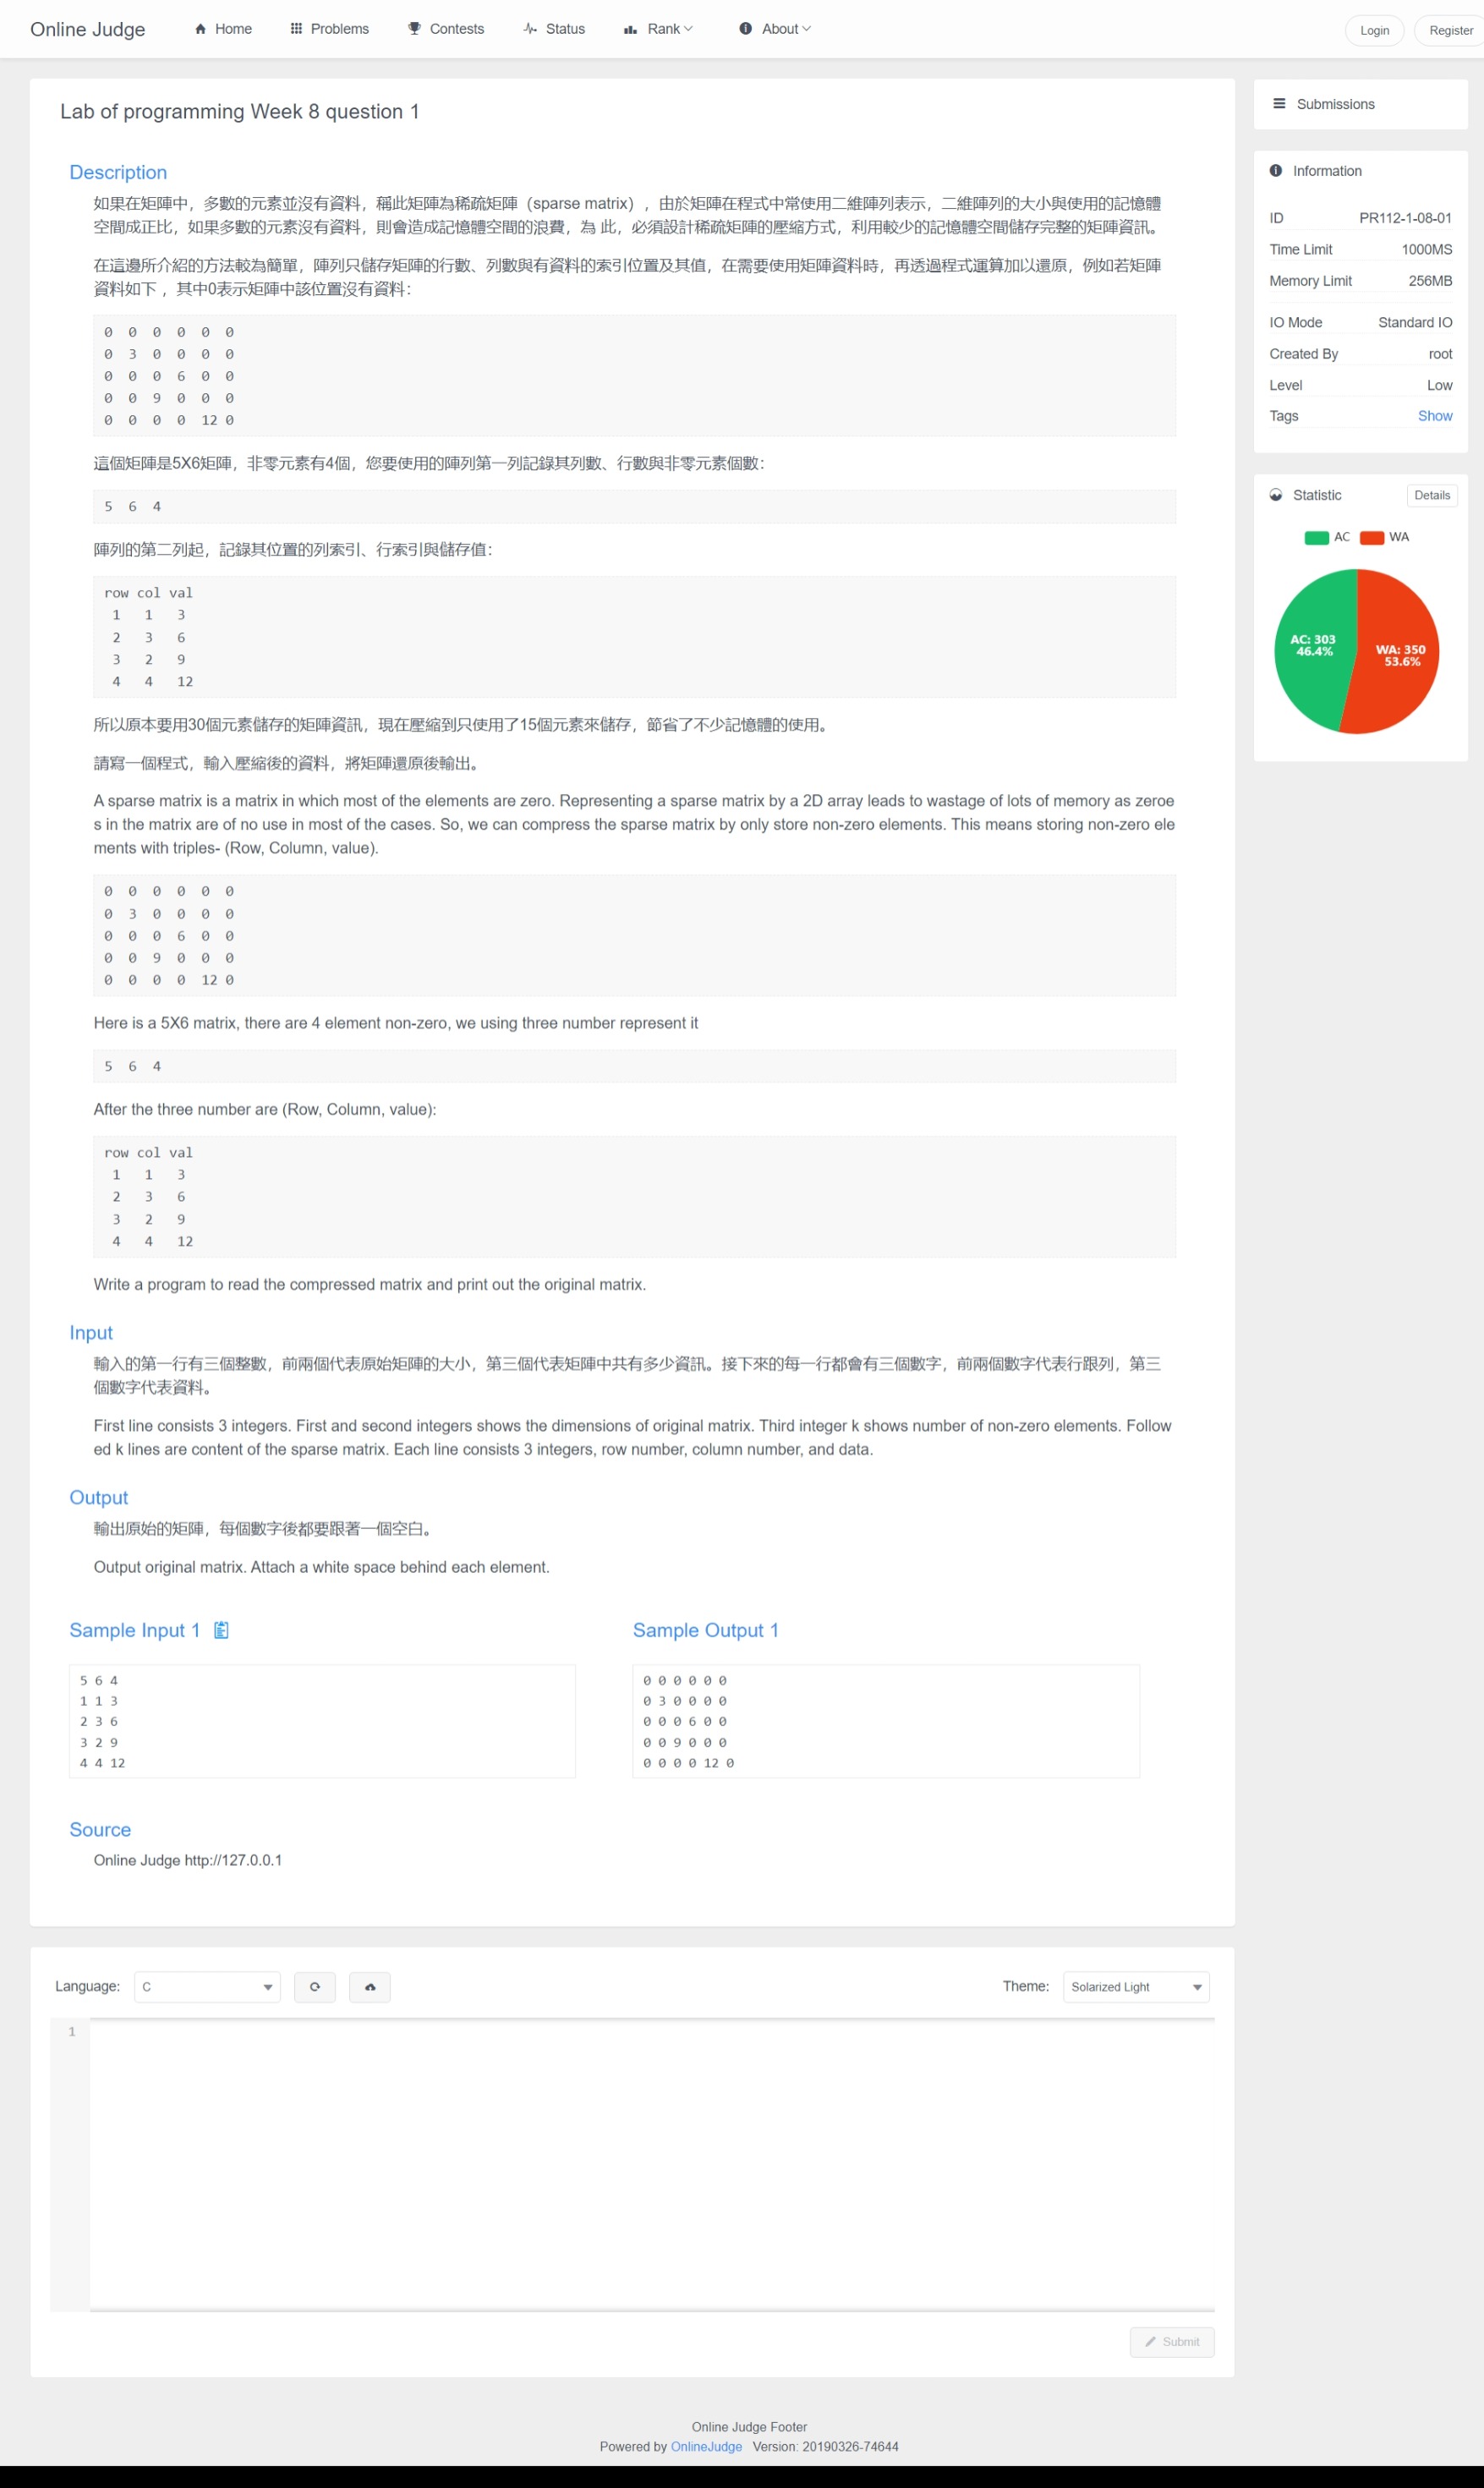 Online Judge Home Problems Contests Status Rank About Login Register
Lab of programming Week 8 question 1
Description
如果在矩陣中，多數的元素並沒有資料，稱此矩陣為稀疏矩陣（sparse matrix），由於矩陣在程式中常使用二維陣列表示，二維陣列的大小與使用的記憶體
空間成正比，如果多數的元素沒有資料，則會造成記憶體空間的浪費，為 此，必須設計稀疏矩陣的壓縮方式，利用較少的記憶體空間儲存完整的矩陣資訊。
在這邊所介紹的方法較為簡單，陣列只儲存矩陣的行數、列數與有資料的索引位置及其值，在需要使用矩陣資料時，再透過程式運算加以還原，例如若矩陣
資料如下 ，其中0表示矩陣中該位置沒有資料：
0 0 0 0 0 0
0 3 0 0 0 0
0 0 0 6 0 0
0 0 9 0 0 0
0 0 0 0 12 0
這個矩陣是5X6矩陣，非零元素有4個，您要使用的陣列第一列記錄其列數、行數與非零元素個數：
5 6 4
陣列的第二列起，記錄其位置的列索引、行索引與儲存值：
row col val
1 1 3
2 3 6
3 2 9
4 4 12
所以原本要用30個元素儲存的矩陣資訊，現在壓縮到只使用了15個元素來儲存，節省了不少記憶體的使用。
請寫一個程式，輸入壓縮後的資料，將矩陣還原後輸出。
A sparse matrix is a matrix in which most of the elements are zero. Representing a sparse matrix by a 2D array leads to wastage of lots of memory as zeroe
s in the matrix are of no use in most of the cases. So, we can compress the sparse matrix by only store non-zero elements. This means storing non-zero ele
ments with triples- (Row, Column, value).
0 0 0 0 0 0
0 3 0 0 0 0
0 0 0 6 0 0
0 0 9 0 0 0
0 0 0 0 12 0
Here is a 5X6 matrix, there are 4 element non-zero, we using three number represent it
5 6 4
After the three number are (Row, Column, value):
row col val
1 1 3
2 3 6
3 2 9
4 4 12
Write a program to read the compressed matrix and print out the original matrix.
Input
輸入的第一行有三個整數，前兩個代表原始矩陣的大小，第三個代表矩陣中共有多少資訊。接下來的每一行都會有三個數字，前兩個數字代表行跟列，第三
個數字代表資料。
First line consists 3 integers. First and second integers shows the dimensions of original matrix. Third integer k shows number of non-zero elements. Follow
ed k lines are content of the sparse matrix. Each line consists 3 integers, row number, column number, and data.
Output
輸出原始的矩陣，每個數字後都要跟著一個空白。
Output original matrix. Attach a white space behind each element.
Sample Input 1
5 6 4
1 1 3
2 3 6
3 2 9
4 4 12
Sample Output 1
0 0 0 0 0 0
0 3 0 0 0 0
0 0 0 6 0 0
0 0 9 0 0 0
0 0 0 0 12 0
Source
Online Judge http://127.0.0.1
Submissions
Information
ID PR112-1-08-01
Time Limit 1000MS
Memory Limit 256MB
IO Mode Standard IO
Created By root
Level Low
Tags Show
Statistic Details
AC WA
AC: 303
46.4%
WA: 350
53.6%
Language: C Theme: Solarized Light
1
Submit
Online Judge Footer
Powered by OnlineJudge Version: 20190326-74644